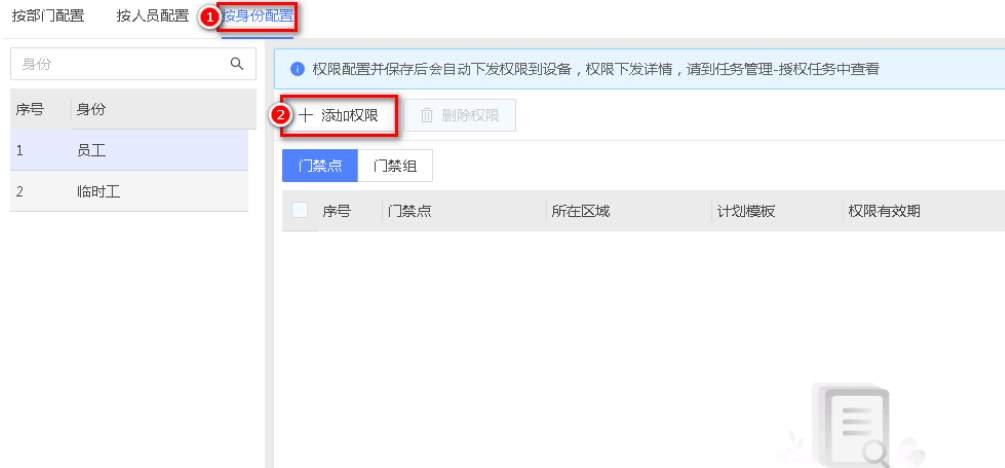 按部门配置 按人员配置 1 按身份配置
身份
权限配置并保存后会自动下发权限到设备，权限下发详情，请到任务管理-授权任务中查看
序号 身份
2 添加权限 删除权限
1 员工
门禁点 门禁组
2 临时工
序号 门禁点 所在区域 计划模板 权限有效期